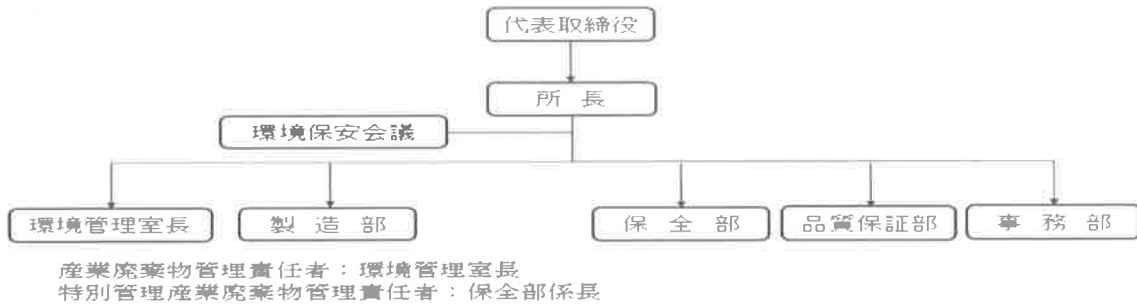 代表取締役
所 長
環境保安会議
環境管理室長 製 造 部 保 全 部 品質保証部 事 務 部
産業廃棄物管理責任者：環境管理室長
特別管理産業廃棄物管理責任者：保全部係長